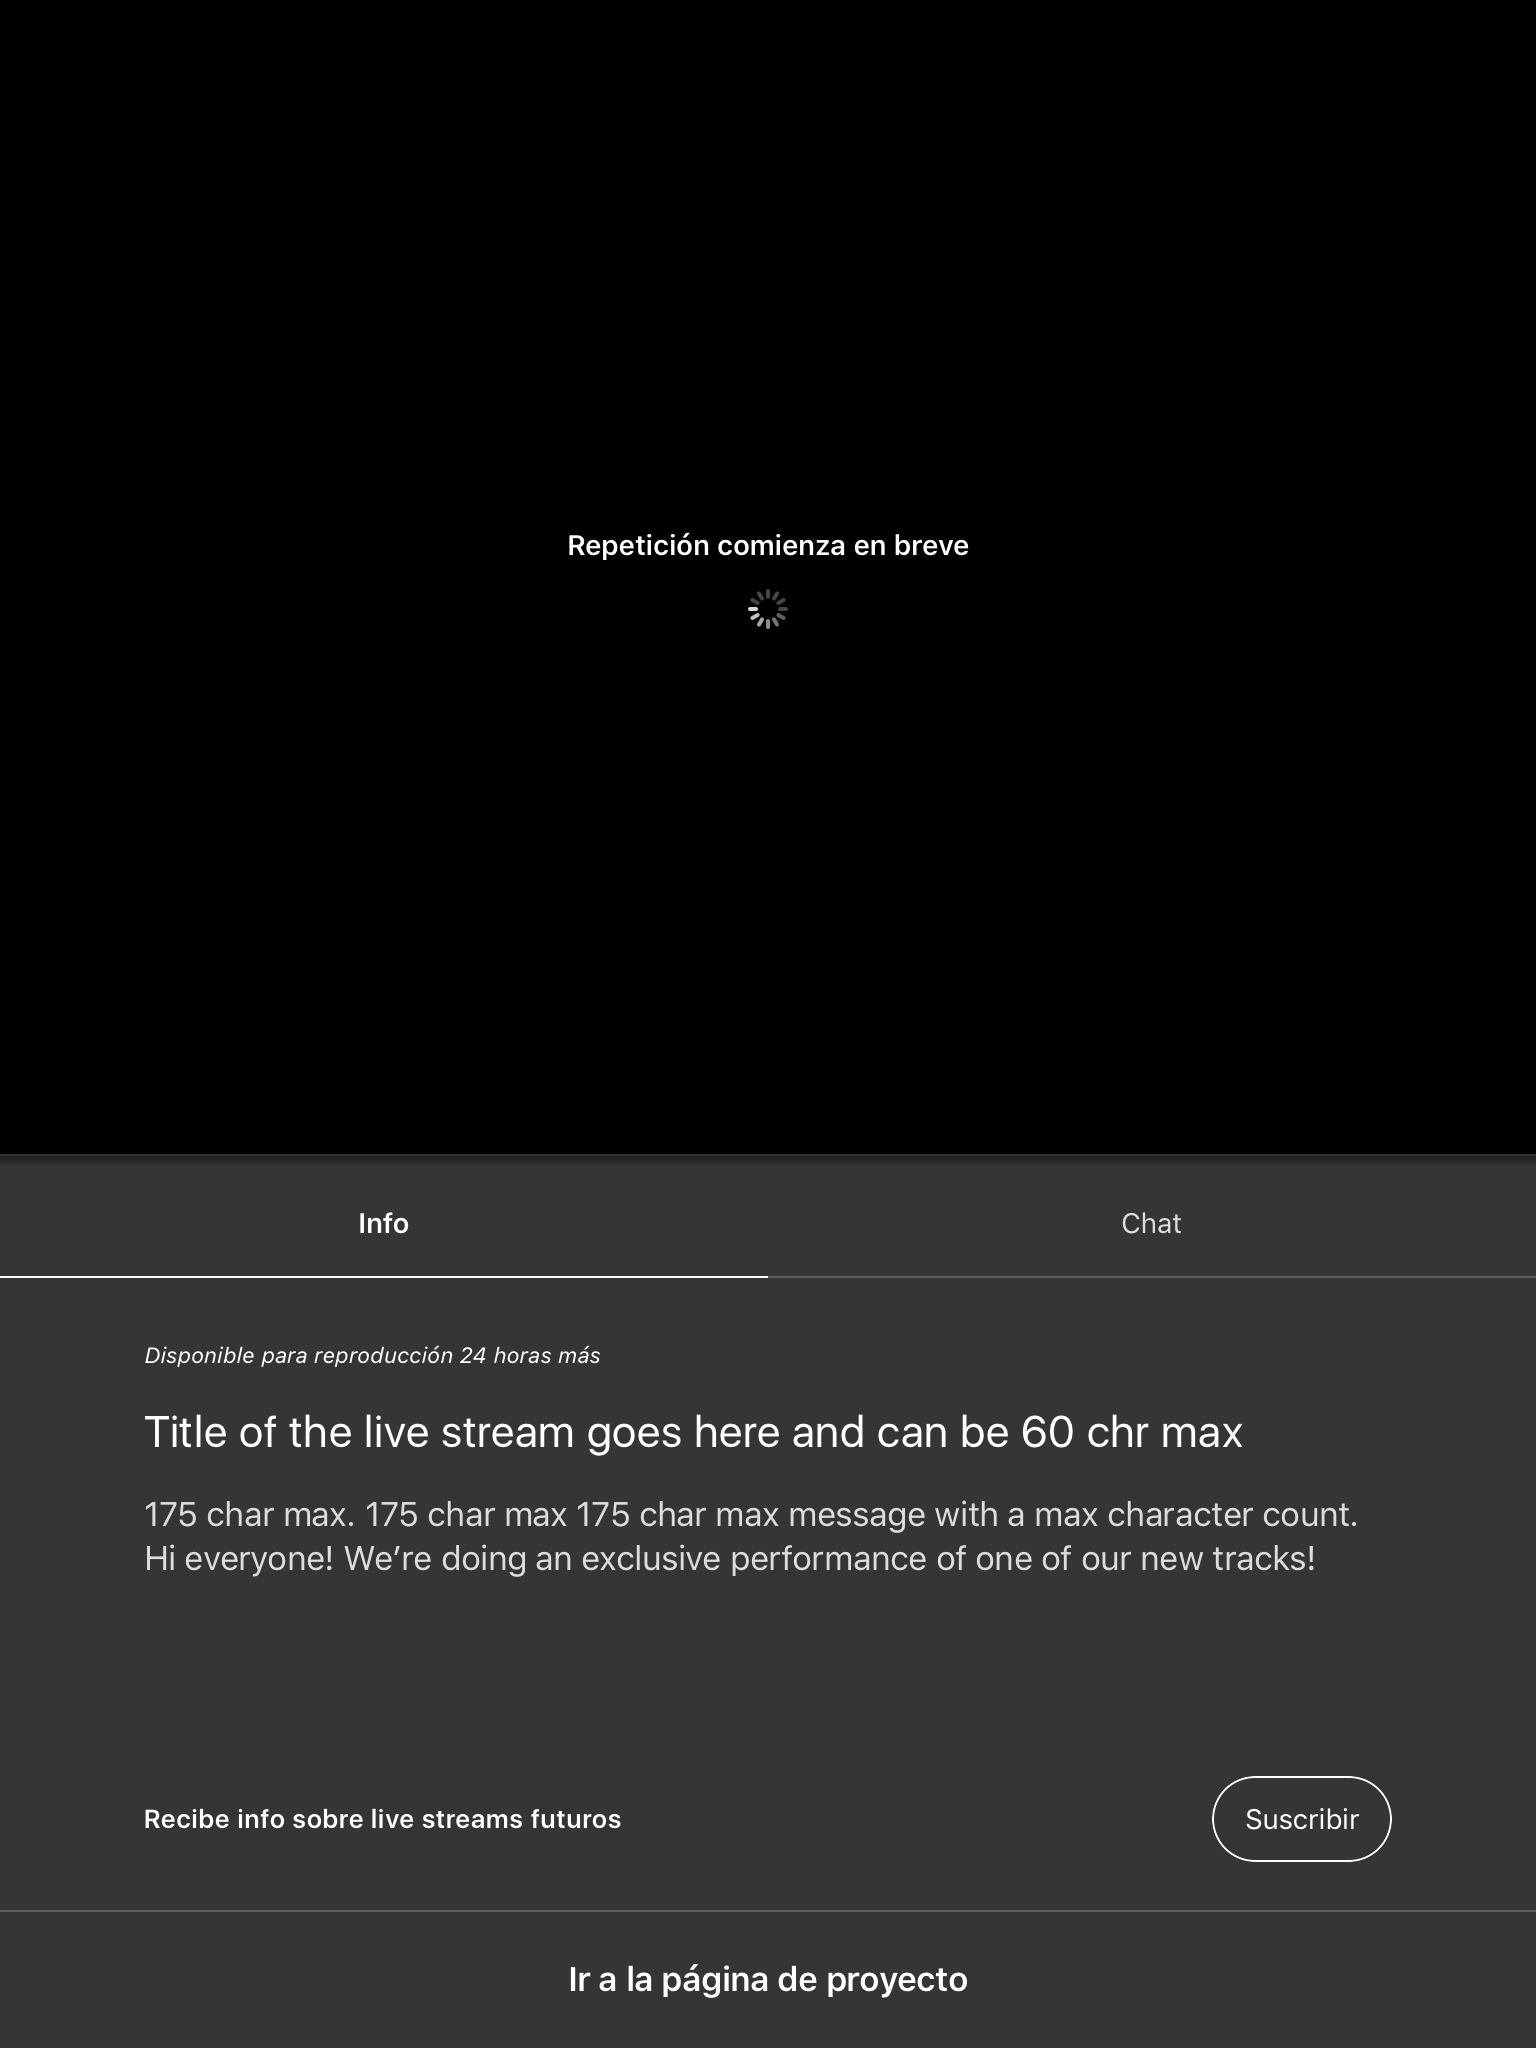 Repetición comienza en breve
Info
Chat
Disponible para reproducción 24 horas más
Title of the live stream goes here and can be 60 chr max
175 char max. 175 char max 175 char max message with a max character count.
Hi everyone! We’re doing an exclusive performance of one of our new tracks!
Recibe info sobre live streams futuros
Suscribir
Ir a la página de proyecto